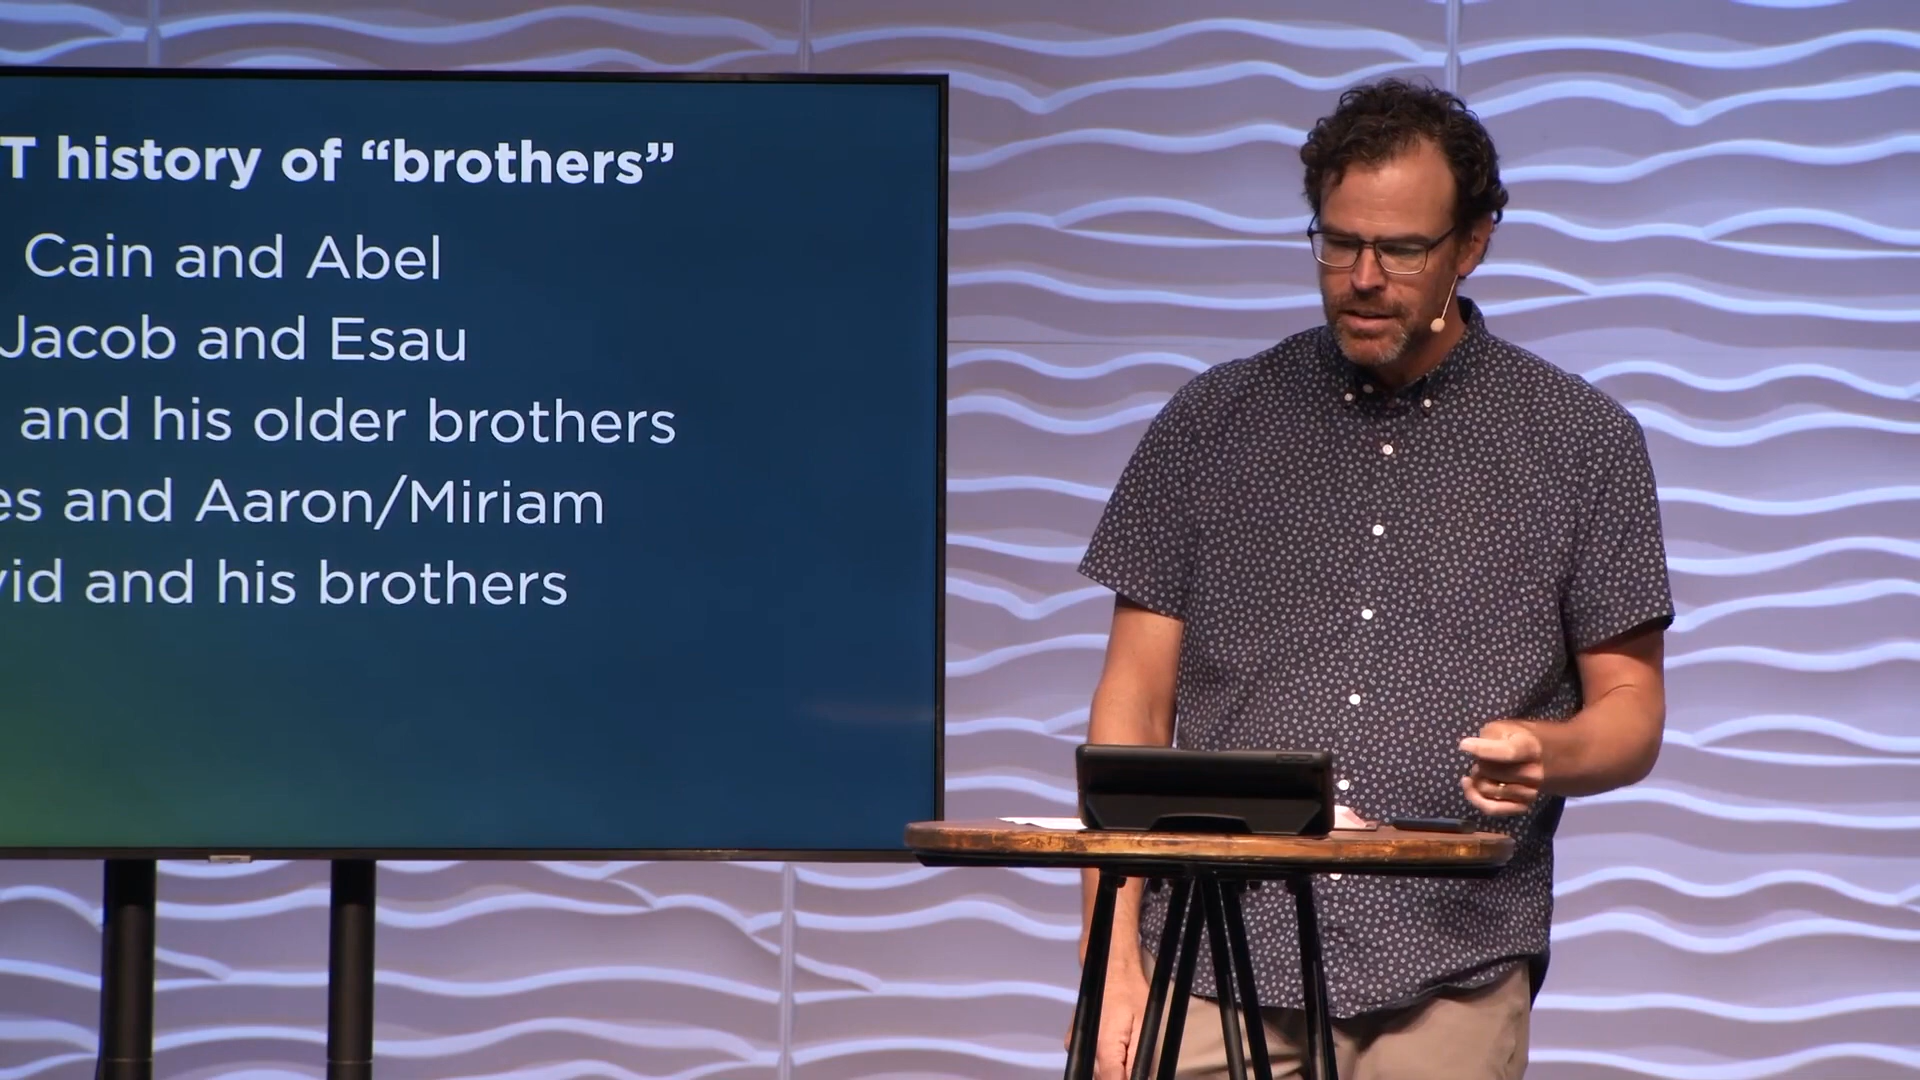 T history of “brothers”
Cain and Abel
Jacob and Esau
and his older brothers
es and Aaron/Miriam
vid and his brothers